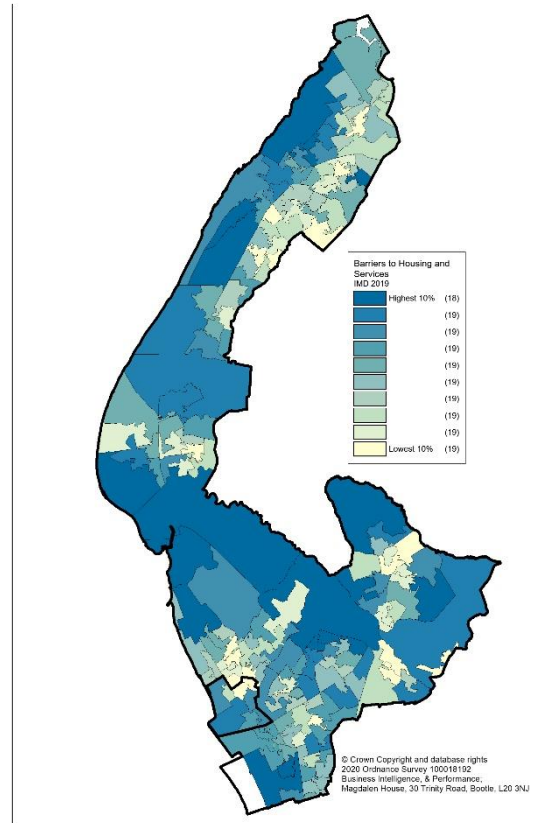 Barriers to Housing and
Services
IMD 2019
Highest 10% (18)
(19)
(19)
(19)
(19)
(19)
(19)
(19)
(19)
Lowest 10% (19)
© Crown Copyright and database rights
2020 Ordnance Survey 100018192
Business Intelligence, & Performance,
Magdalen House, 30 Trinity Road, Bootle, L20 3NJ